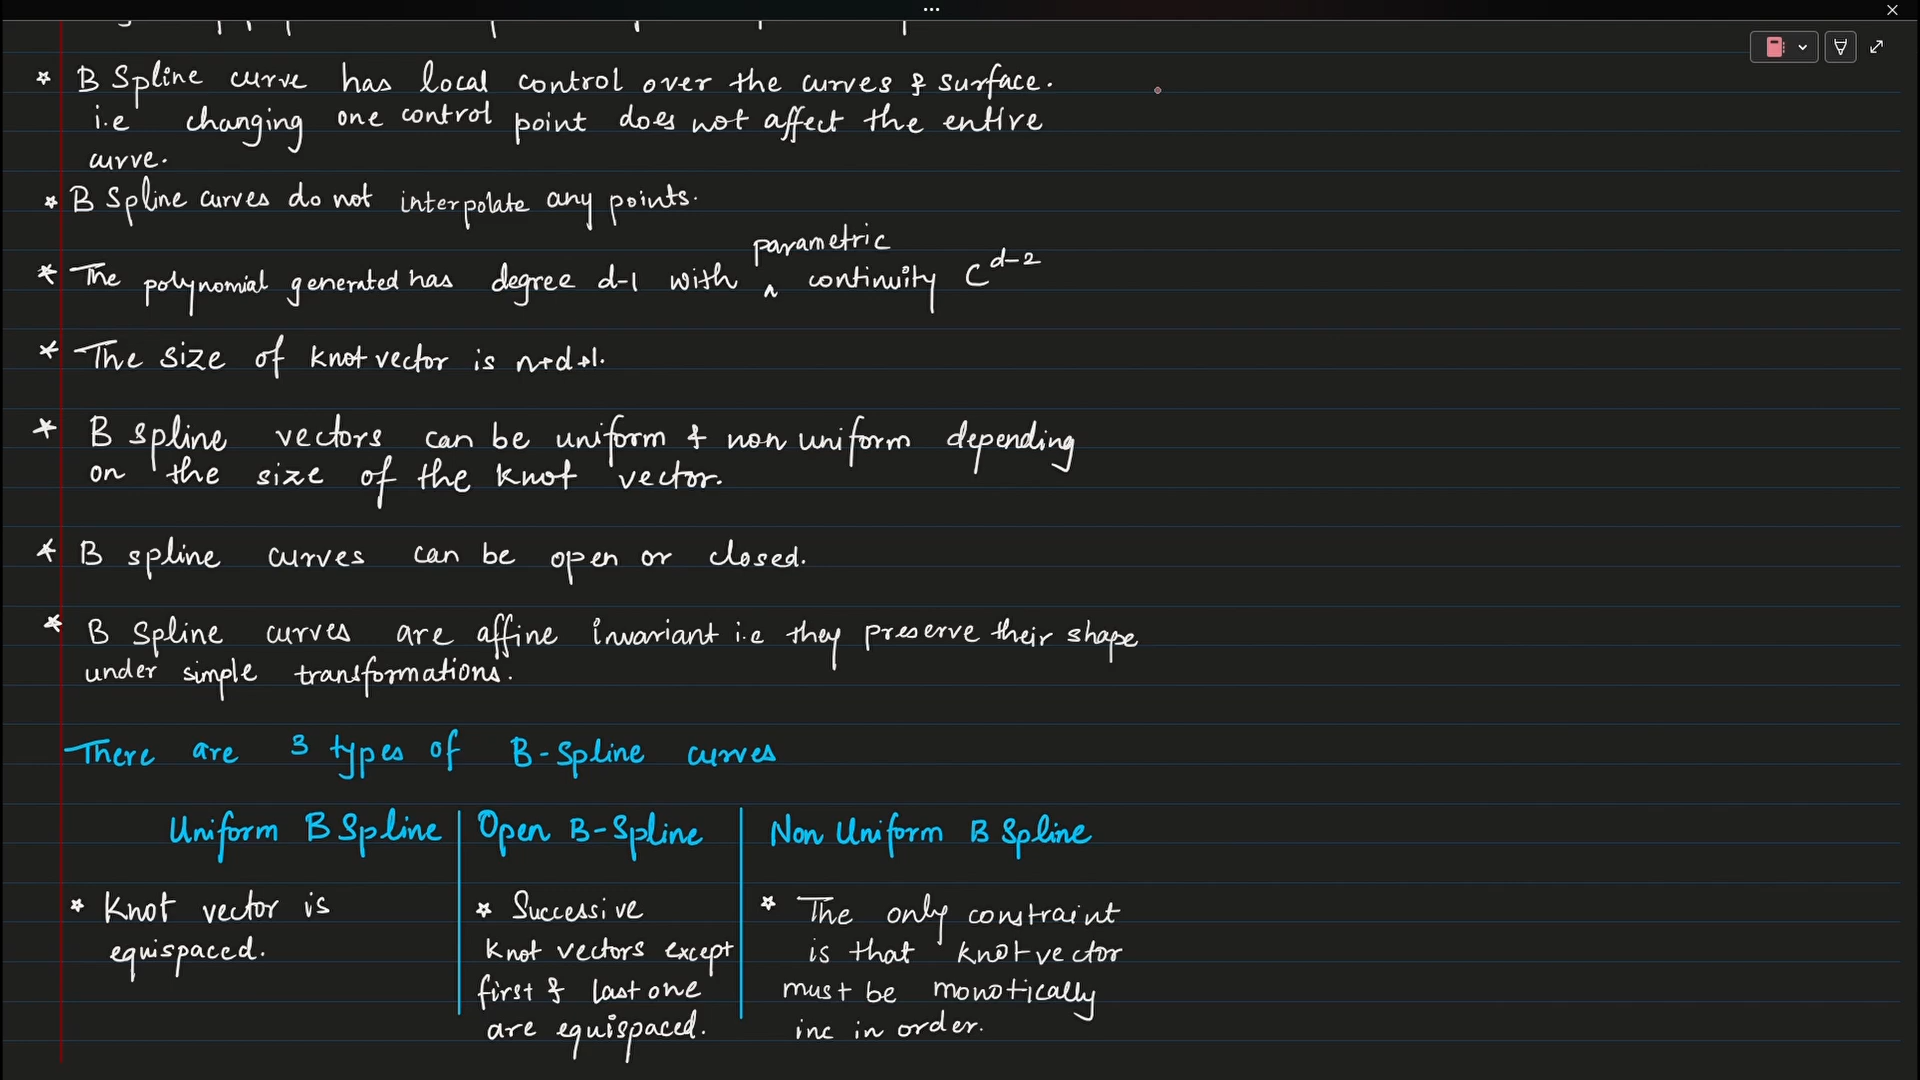 * B Spline curve has local control over the curves & surface.
i.e changing one control point does not affect the entire
curve.
* B Spline curves do not interpolate any points.
parametric
* The polynomial generated has degree d-1 with ^ continuity C^d-2
* The size of knot vector is n+d+1.
* B spline vectors can be uniform & non uniform depending
on the size of the knot vector.
* B spline curves can be open or closed.
* B Spline curves are affine invariant i.e they preserve their shape
under simple transformations.
There are 3 types of B-Spline curves
Uniform B Spline
* Knot vector is
equispaced.
Open B-Spline
* Successive
knot vectors except
first & last one
are equispaced.
Non Uniform B Spline
* The only constraint
is that knot vector
must be monotically
inc in order.